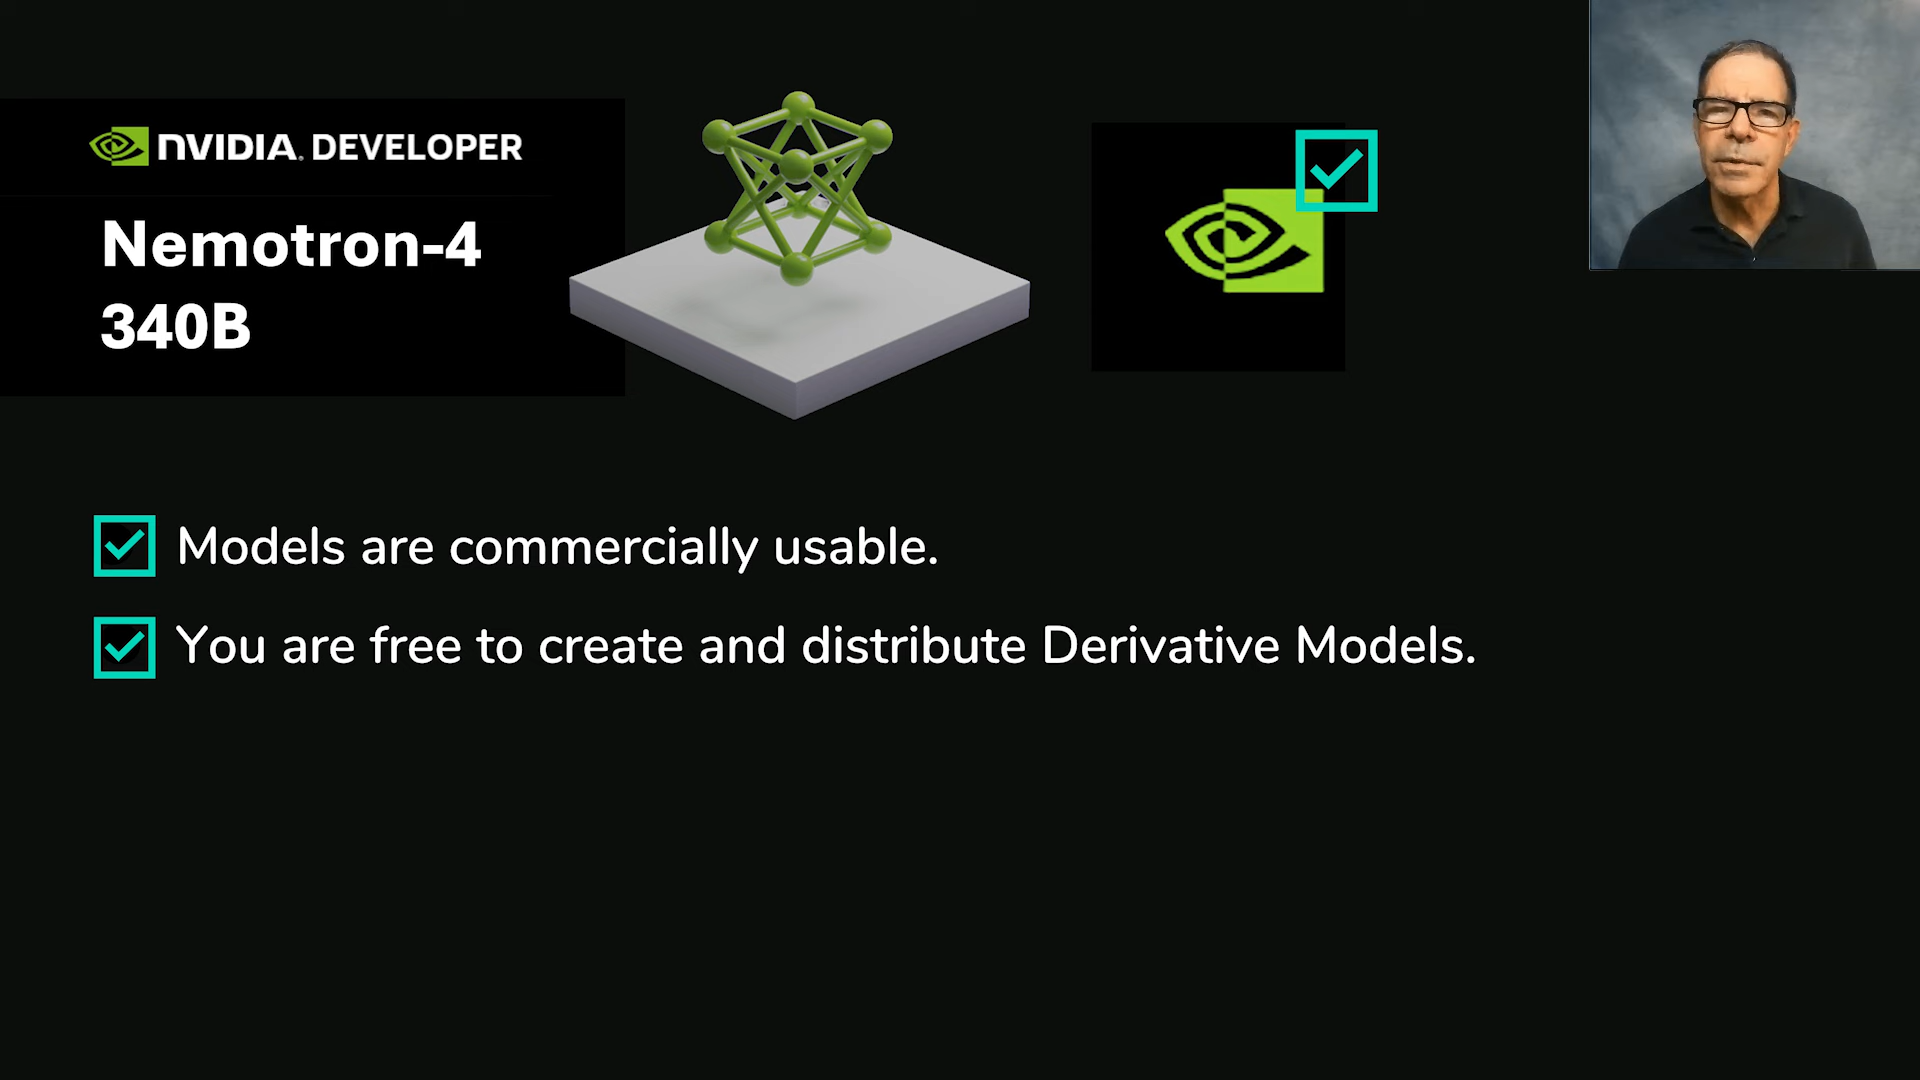 NVIDIA. DEVELOPER
Nemotron-4
340B
Models are commercially usable.
You are free to create and distribute Derivative Models.